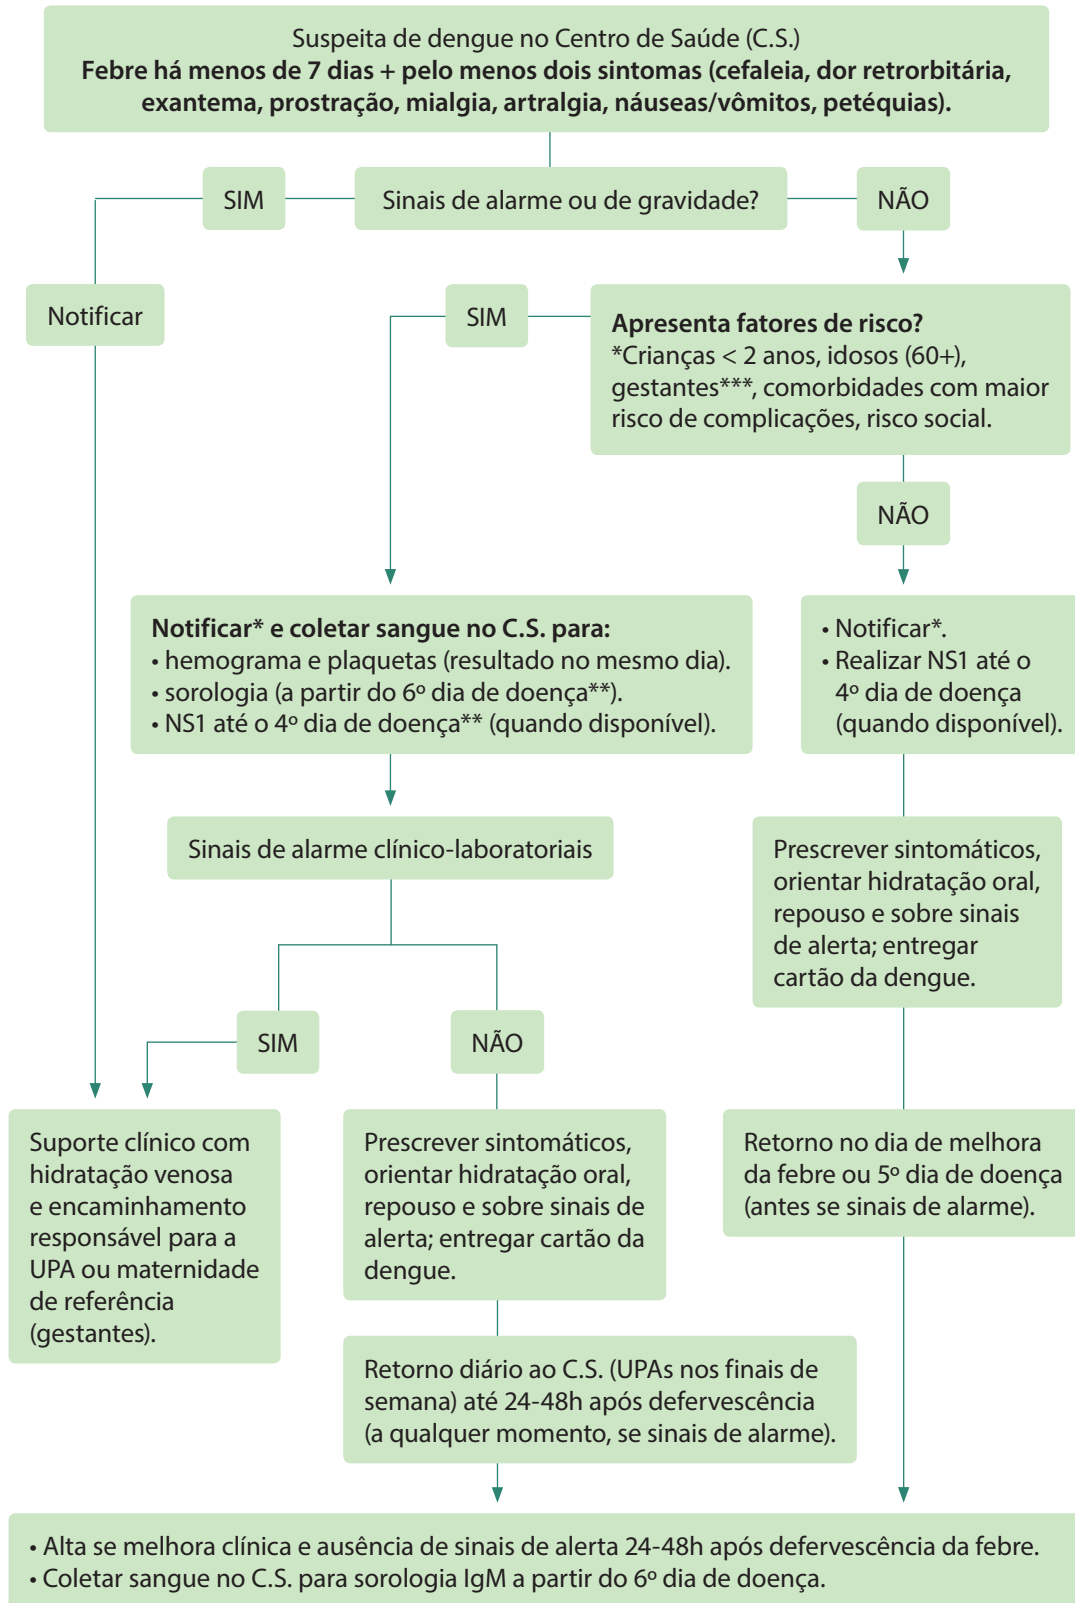 Suspeita de dengue no Centro de Saúde (C.S.)
Febre há menos de 7 dias + pelo menos dois sintomas (cefaleia, dor retrorbitária,
exantema, prostração, mialgia, artralgia, náuseas/vômitos, petéquias).
SIM
Sinais de alarme ou de gravidade?
NÃO
Notificar
SIM
Apresenta fatores de risco?
*Crianças < 2 anos, idosos (60+),
gestantes***, comorbidades com maior
risco de complicações, risco social.
NÃO
Notificar* e coletar sangue no C.S. para:
• hemograma e plaquetas (resultado no mesmo dia).
• sorologia (a partir do 6º dia de doença**).
• NS1 até o 4º dia de doença** (quando disponível).
• Notificar*.
• Realizar NS1 até o
4º dia de doença
(quando disponível).
Sinais de alarme clínico-laboratoriais
Prescrever sintomáticos,
orientar hidratação oral,
repouso e sobre sinais
de alerta; entregar
cartão da dengue.
SIM
NÃO
Suporte clínico com
hidratação venosa
e encaminhamento
responsável para a
UPA ou maternidade
de referência
(gestantes).
Prescrever sintomáticos,
orientar hidratação oral,
repouso e sobre sinais de
alerta; entregar cartão da
dengue.
Retorno no dia de melhora
da febre ou 5º dia de doença
(antes se sinais de alarme).
Retorno diário ao C.S. (UPAs nos finais de
semana) até 24-48h após defervescência
(a qualquer momento, se sinais de alarme).
• Alta se melhora clínica e ausência de sinais de alerta 24-48h após defervescência da febre.
• Coletar sangue no C.S. para sorologia IgM a partir do 6º dia de doença.